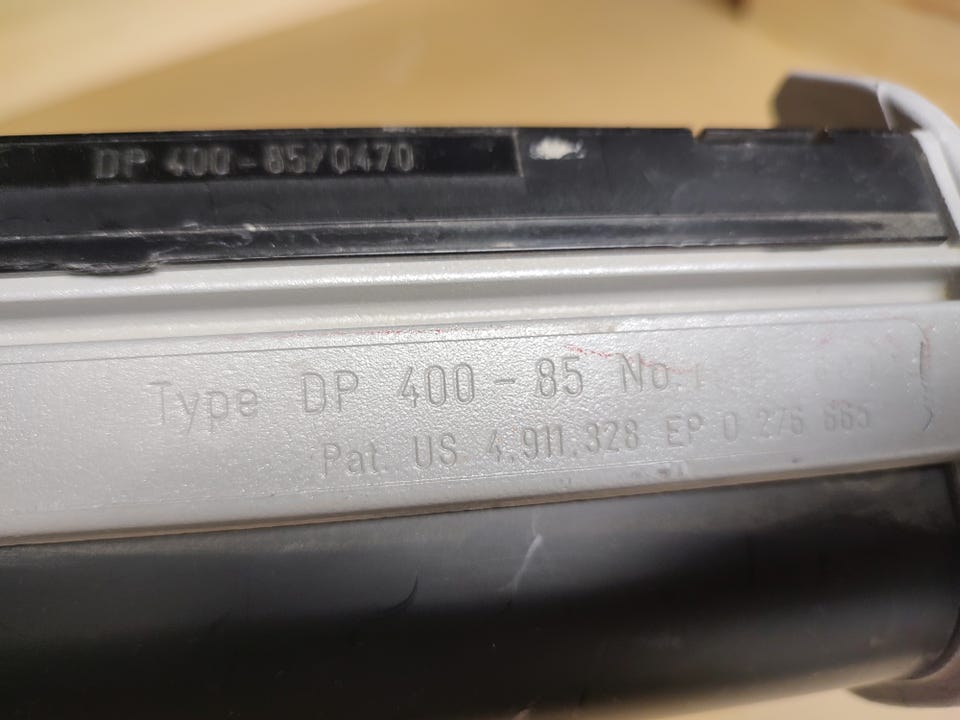 DP 400-85/0470
Type DP 400-85 No.
Pat. US. 4.911.328 EP 0 276 665